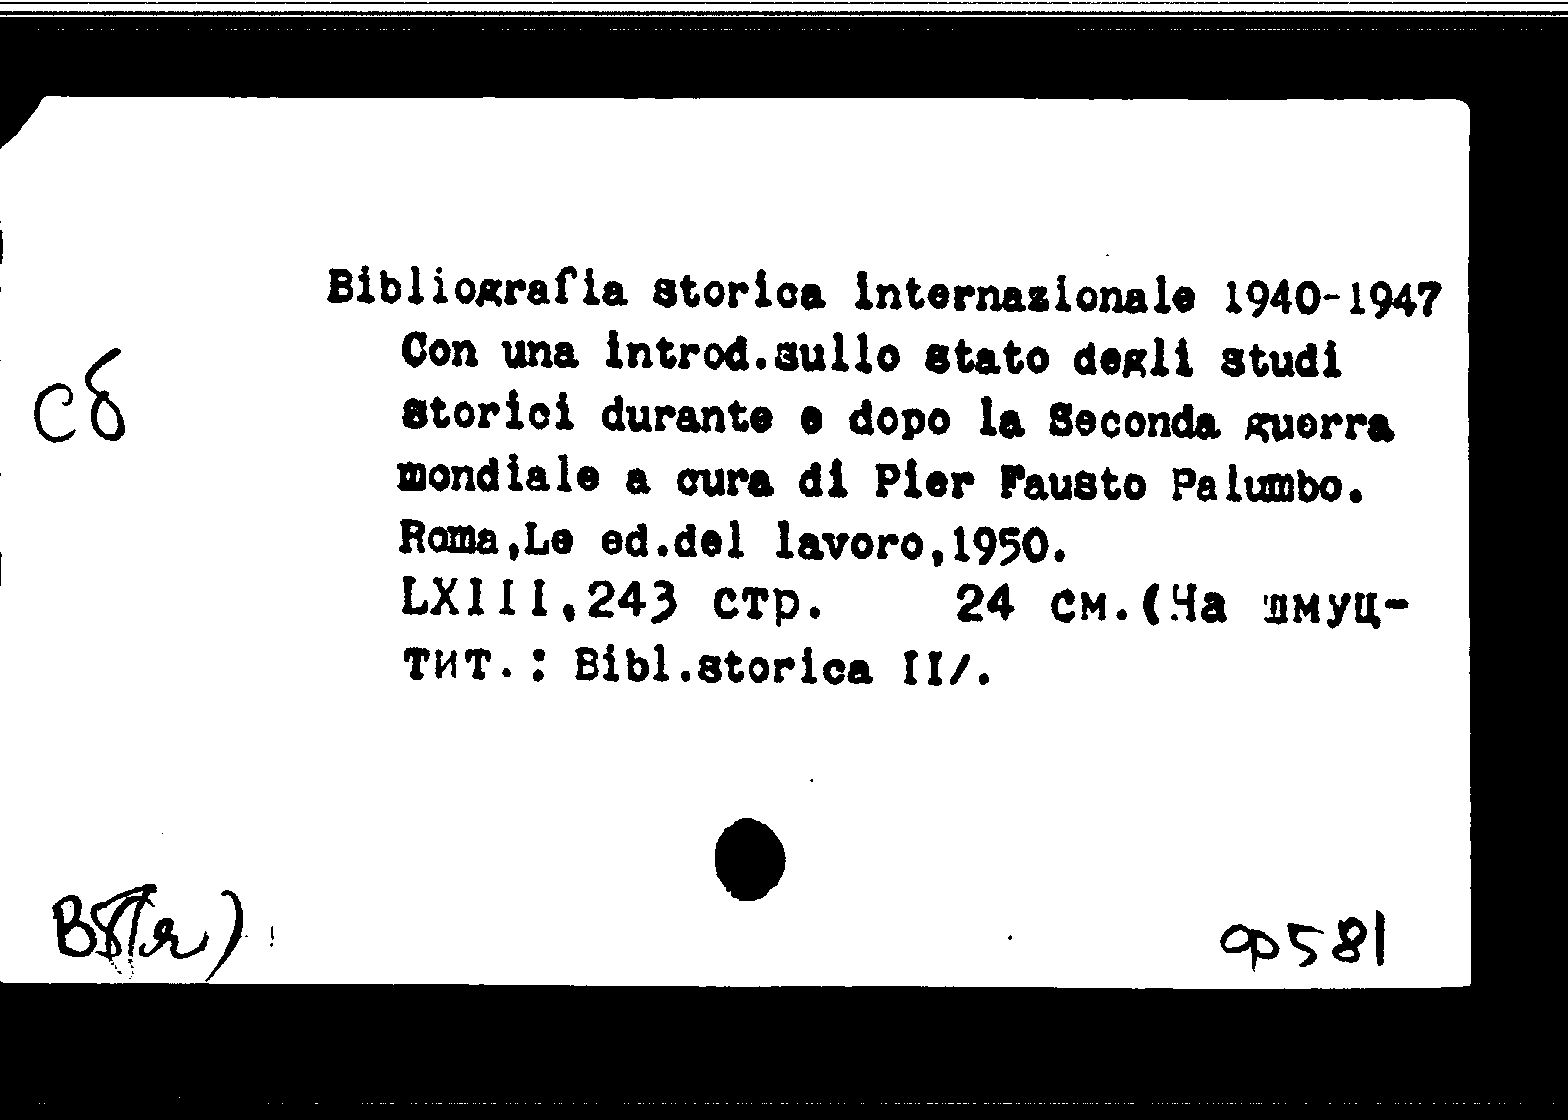 Bibliografia storica internazionale 1940-1947
Con una introd.sullo stato degli studi
сб
storici durante e dopo la Seconda guerra
mondiale a cura di Pier Fausto Palumbo.
Roma,Le ed.del lavoro,1950.
LXIII,243 стр. 24 см.(На шмуц-
тит.: Bibl.storica II/.
ор581